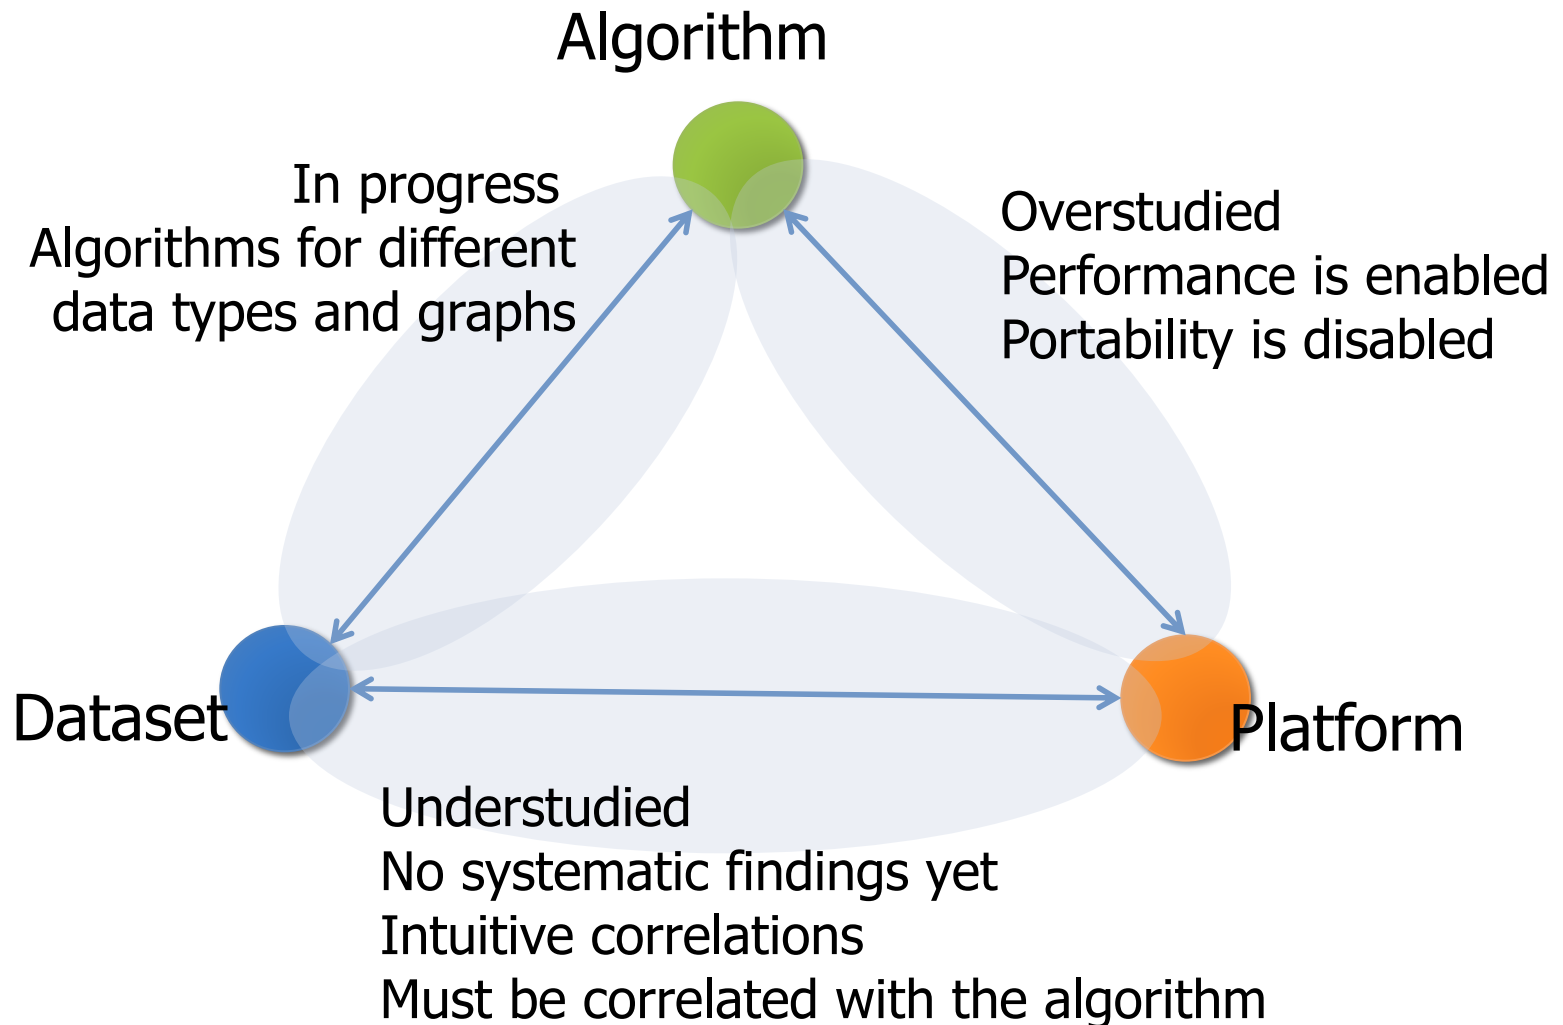 Algorithm
In progress
Algorithms for different
data types and graphs
Overstudied
Performance is enabled
Portability is disabled
Dataset
Platform
Understudied
No systematic findings yet
Intuitive correlations
Must be correlated with the algorithm